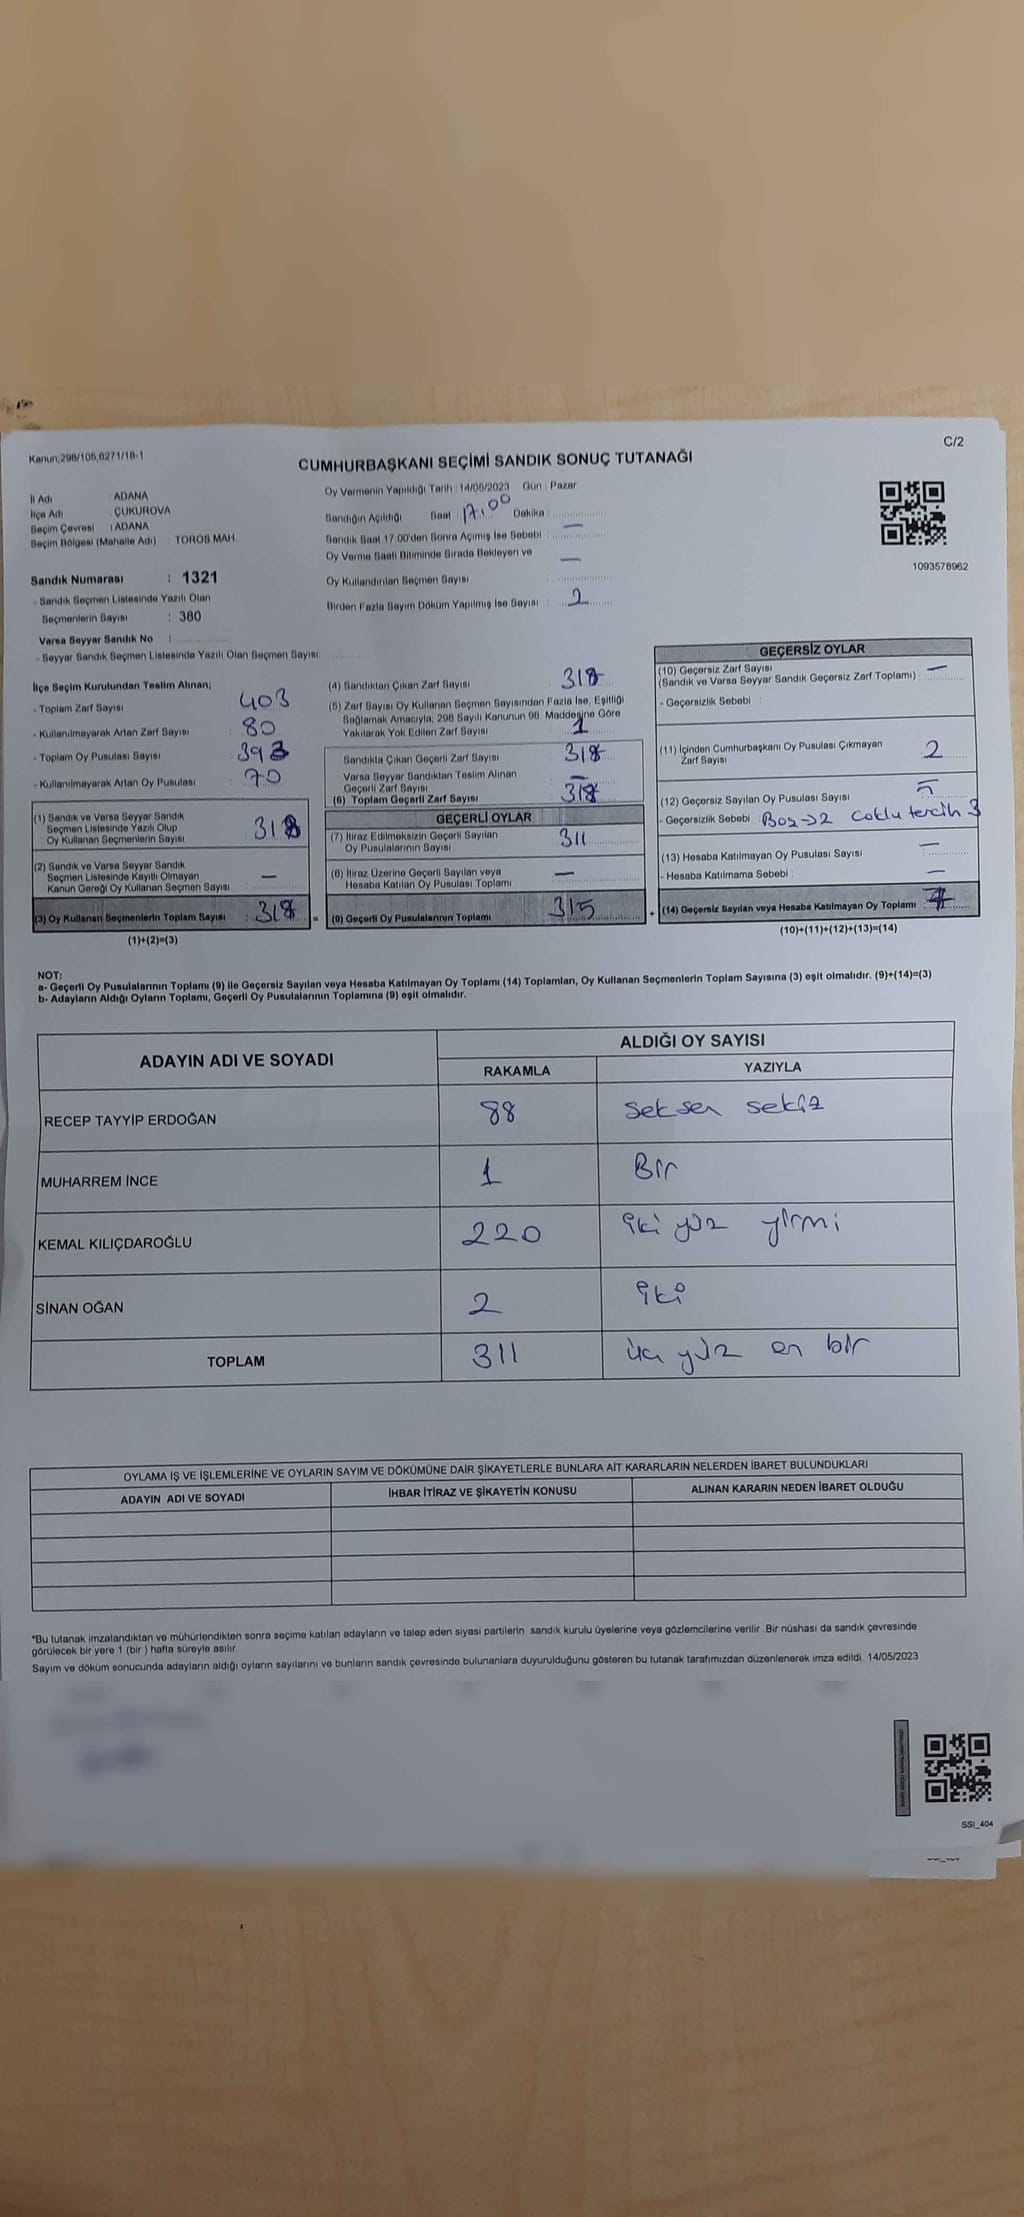 Kanun;298/105,6271/18-1
C/2
CUMHURBAŞKANI SEÇİMİ SANDIK SONUÇ TUTANAĞI
İl Adı : ADANA
İlçe Adı : ÇUKUROVA
Seçim Çevresi : ADANA
Seçim Bölgesi (Mahalle Adı) : TOROS MAH.
Sandık Numarası : 1321
- Sandık Seçmen Listesinde Yazılı Olan
Seçmenlerin Sayısı : 380
Varsa Seyyar Sandık No :
- Seyyar Sandık Seçmen Listesinde Yazılı Olan Seçmen Sayısı:
Oy Vermenin Yapıldığı Tarih : 14/05/2023 Gün : Pazar
Sandığın Açıldığı Saat : 17.00 Dakika :
Sandık Saat 17:00'den Sonra Açımış İse Sebebi : —
Oy Verme Saati Bitiminde Sırada Bekleyen ve
Oy Kullandırılan Seçmen Sayısı : —
Birden Fazla Sayım Döküm Yapılmış İse Sayısı : 2
1093576962
İlçe Seçim Kurulundan Teslim Alınan;
- Toplam Zarf Sayısı 403
- Kullanılmayarak Artan Zarf Sayısı : 80
- Toplam Oy Pusulası Sayısı 393
- Kullanılmayarak Artan Oy Pusulası : 70
(1) Sandık ve Varsa Seyyar Sandık
Seçmen Listesinde Yazılı Olup
Oy Kullanan Seçmenlerin Sayısı : 318
(2) Sandık ve Varsa Seyyar Sandık
Seçmen Listesinde Kayıtlı Olmayan
Kanun Gereği Oy Kullanan Seçmen Sayısı : —
(3) Oy Kullanan Seçmenlerin Toplam Sayısı : 318
(1)+(2)=(3)
(4) Sandıktan Çıkan Zarf Sayısı : 318
(5) Zarf Sayısı Oy Kullanan Seçmen Sayısından Fazla İse, Eşitliği
Sağlamak Amacıyla, 298 Sayılı Kanunun 98. Maddesine Göre
Yakılarak Yok Edilen Zarf Sayısı : 1
Sandıkta Çıkan Geçerli Zarf Sayısı : 318
Varsa Seyyar Sandıktan Teslim Alınan
Geçerli Zarf Sayısı : —
(6) Toplam Geçerli Zarf Sayısı : 318
GEÇERLİ OYLAR
(7) İtiraz Edilmeksizin Geçerli Sayılan
Oy Pusulalarının Sayısı : 311
(8) İtiraz Üzerine Geçerli Sayılan veya
Hesaba Katılan Oy Pusulası Toplamı : —
= (9) Geçerli Oy Pusulalarının Toplamı 315
GEÇERSİZ OYLAR
(10) Geçersiz Zarf Sayısı
(Sandık ve Varsa Seyyar Sandık Geçersiz Zarf Toplamı) : —
- Geçersizlik Sebebi :
(11) İçinden Cumhurbaşkanı Oy Pusulası Çıkmayan
Zarf Sayısı 2
(12) Geçersiz Sayılan Oy Pusulası Sayısı 5
- Geçersizlik Sebebi : Boş->2 Coklu tercih 3
(13) Hesaba Katılmayan Oy Pusulası Sayısı : —
- Hesaba Katılmama Sebebi : —
+ (14) Geçersiz Sayılan veya Hesaba Katılmayan Oy Toplamı : 7
(10)+(11)+(12)+(13)=(14)
NOT:
a- Geçerli Oy Pusulalarının Toplamı (9) ile Geçersiz Sayılan veya Hesaba Katılmayan Oy Toplamı (14) Toplamları, Oy Kullanan Seçmenlerin Toplam Sayısına (3) eşit olmalıdır. (9)+(14)=(3)
b- Adayların Aldığı Oyların Toplamı, Geçerli Oy Pusulalarının Toplamına (9) eşit olmalıdır.
ADAYIN ADI VE SOYADI
ALDIĞI OY SAYISI
RAKAMLA YAZIYLA
RECEP TAYYİP ERDOĞAN 88 seksen sekiz
MUHARREM İNCE 1 Bir
KEMAL KILIÇDAROĞLU 220 iki yüz yirmi
SİNAN OĞAN 2 iki
TOPLAM 311 üç yüz on bir
OYLAMA İŞ VE İŞLEMLERİNE VE OYLARIN SAYIM VE DÖKÜMÜNE DAİR ŞİKAYETLERLE BUNLARA AİT KARARLARIN NELERDEN İBARET BULUNDUKLARI
ADAYIN ADI VE SOYADI İHBAR İTİRAZ VE ŞİKAYETİN KONUSU ALINAN KARARIN NEDEN İBARET OLDUĞU
*Bu tutanak imzalandıktan ve mühürlendikten sonra seçime katılan adayların ve talep eden siyasi partilerin sandık kurulu üyelerine veya gözlemcilerine verilir .Bir nüshası da sandık çevresinde
görülecek bir yere 1 (bir ) hafta süreyle asılır.
Sayım ve döküm sonucunda adayların aldığı oyların sayılarını ve bunların sandık çevresinde bulunanlara duyurulduğunu gösteren bu tutanak tarafımızdan düzenlenerek imza edildi. 14/05/2023
SSI_404